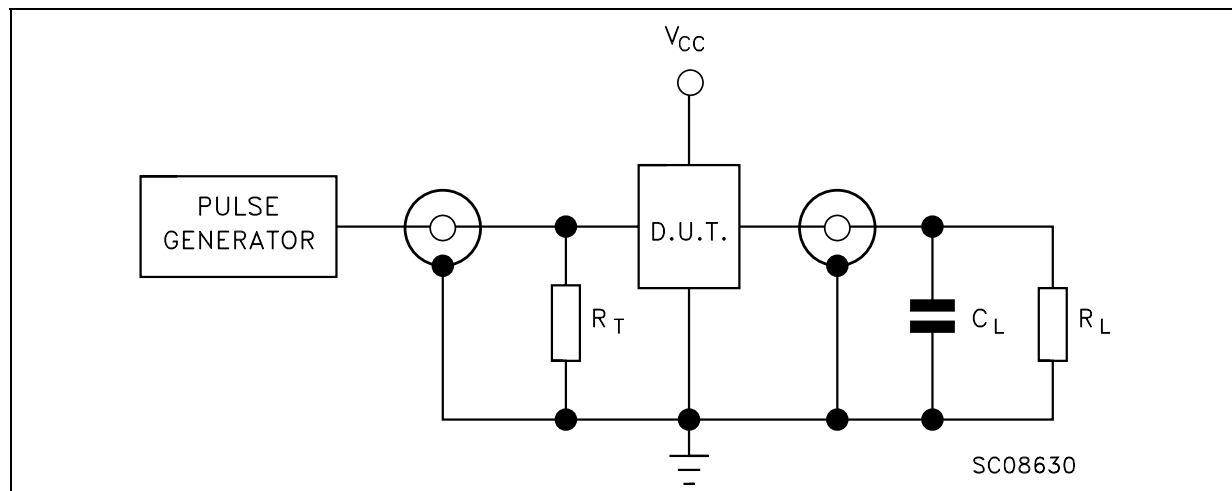 VCC
PULSE
GENERATOR
D.U.T.
RT
CL
RL
SC08630